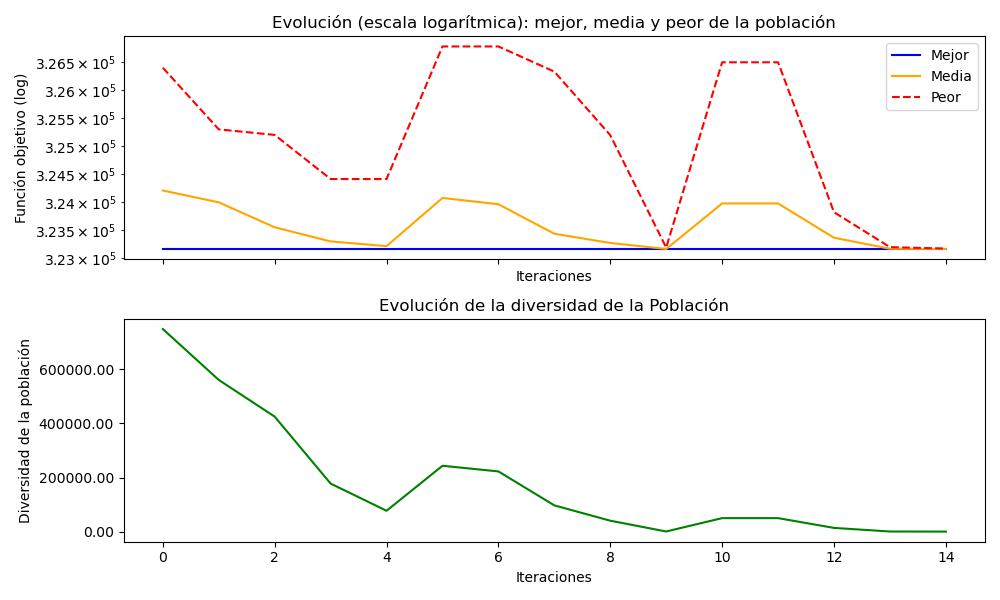 Evolución (escala logarítmica): mejor, media y peor de la población
Función objetivo (log)
3.265 × 10⁵
3.26 × 10⁵
3.255 × 10⁵
3.25 × 10⁵
3.245 × 10⁵
3.24 × 10⁵
3.235 × 10⁵
3.23 × 10⁵
Mejor
Media
Peor
Iteraciones
Evolución de la diversidad de la Población
Diversidad de la población
600000.00
400000.00
200000.00
0.00
0 2 4 6 8 10 12 14
Iteraciones